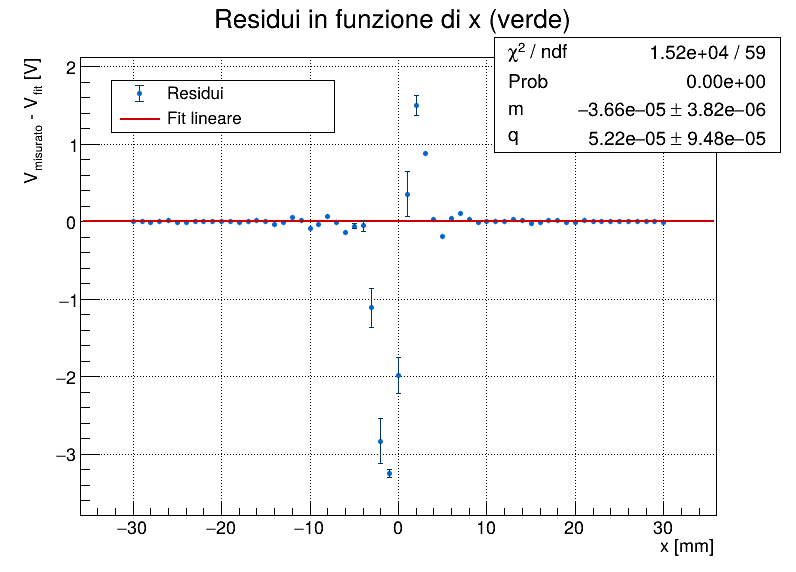 Residui in funzione di x (verde)
χ² / ndf 1.52e+04 / 59
Prob 0.00e+00
m −3.66e−05 ± 3.82e−06
q 5.22e−05 ± 9.48e−05
Residui
Fit lineare
V_misurato - V_fit [V]
2
1
0
−1
−2
−3
−30 −20 −10 0 10 20 30
x [mm]